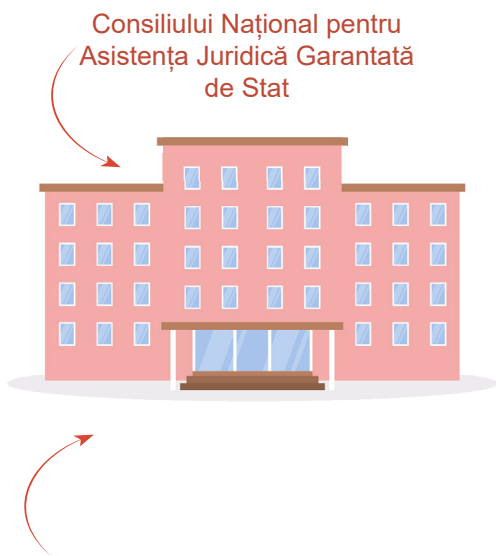 Consiliului Național pentru
Asistența Juridică Garantată
de Stat